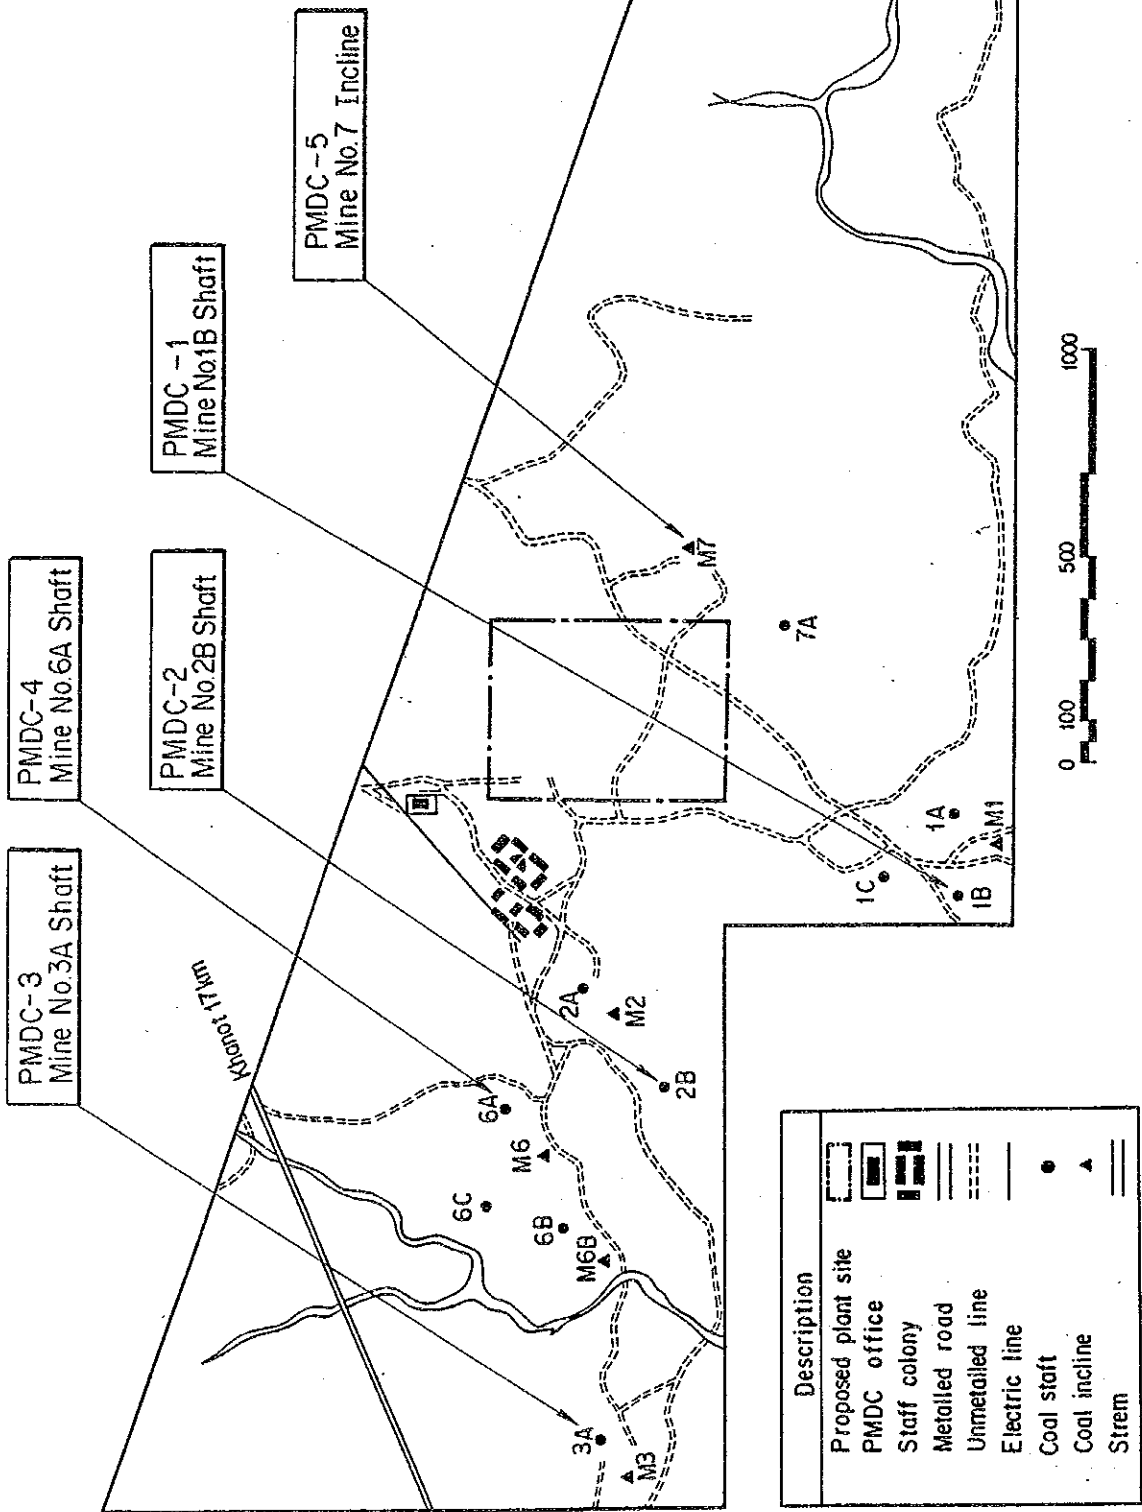 PMDC-3
Mine No.3A Shaft
PMDC-4
Mine No.6A Shaft
PMDC-2
Mine No.2B Shaft
PMDC -1
Mine No.1B Shaft
PMDC -5
Mine No.7 Incline
Khanot 17km
3A
M3
6C
6B
M6B
M6
6A
2A
M2
2B
1C
1B
1A
M1
7A
M7
0
100
500
1000
Description
Proposed plant site
PMDC office
Staff colony
Metalled road
Unmetalled line
Electric line
Coal staft
Coal incline
Strem